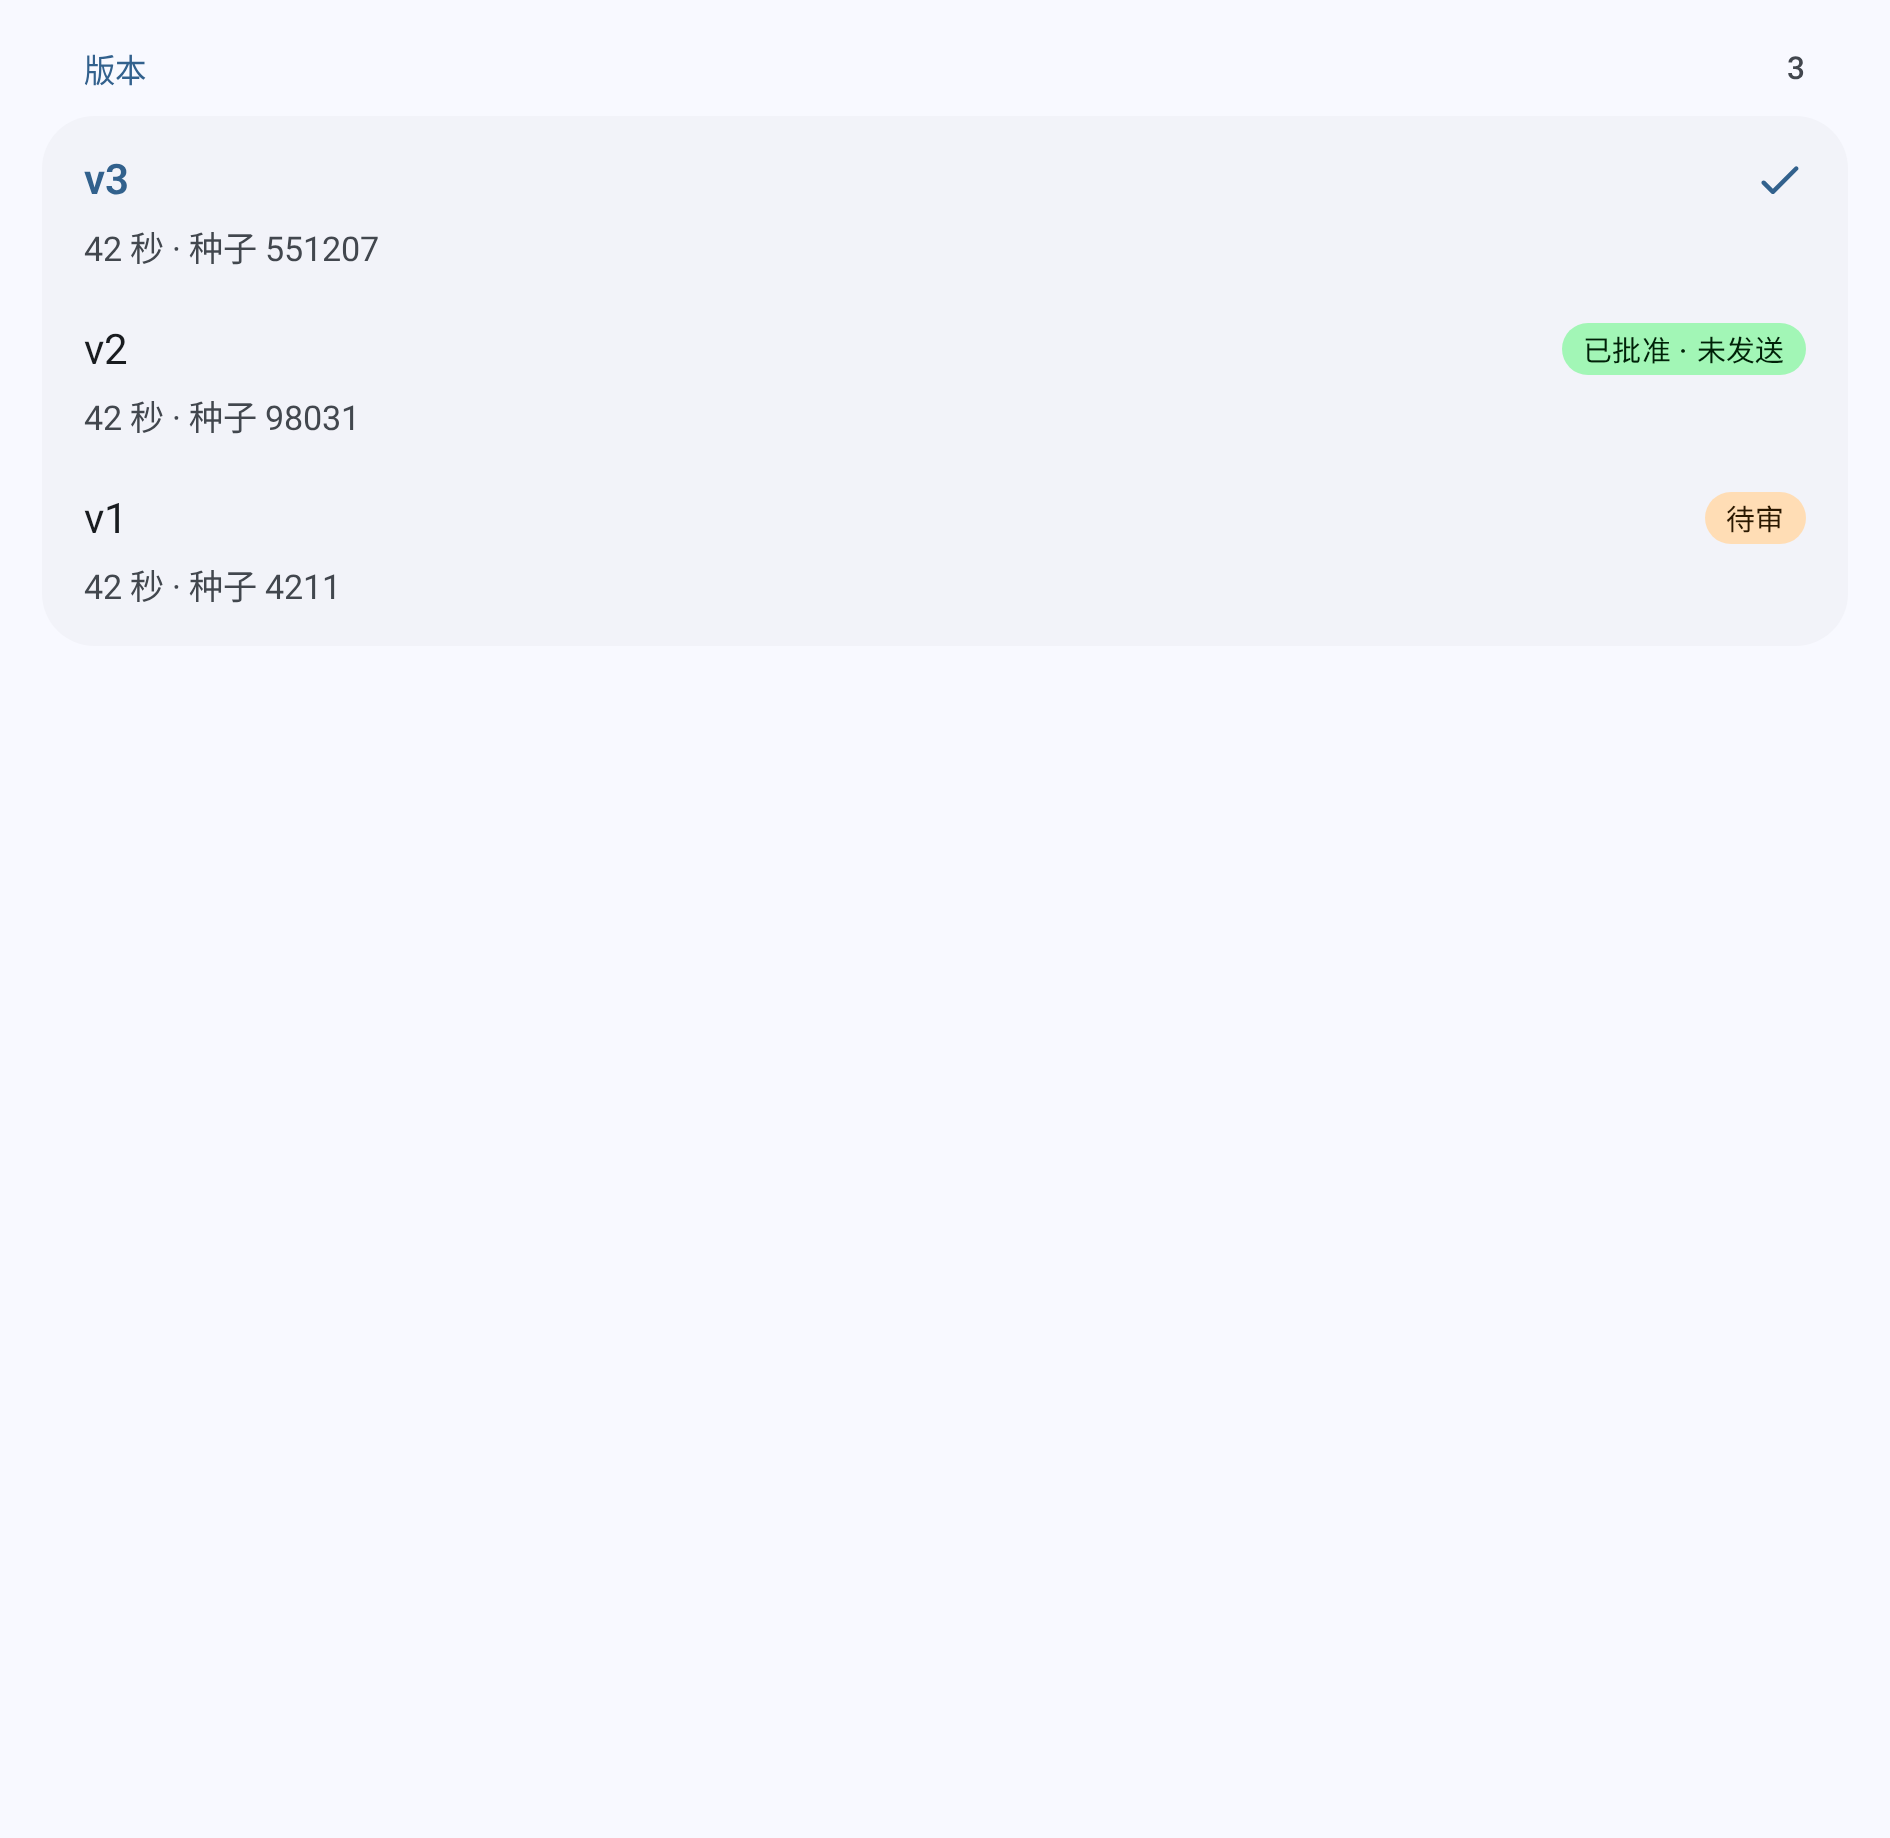 版本
3
v3
42 秒 · 种子 551207
v2
已批准 · 未发送
42 秒 · 种子 98031
v1
待审
42 秒 · 种子 4211